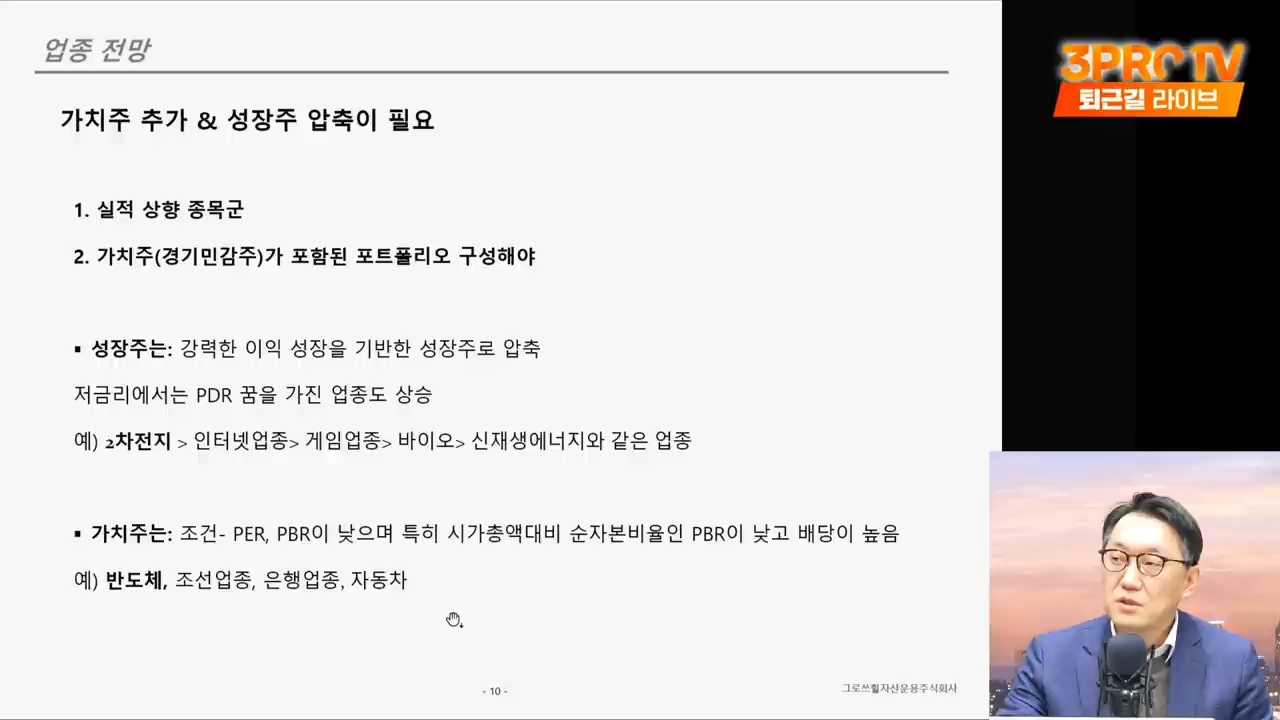 업종 전망
3PRO TV
퇴근길 라이브
가치주 추가 & 성장주 압축이 필요
1. 실적 상향 종목군
2. 가치주(경기민감주)가 포함된 포트폴리오 구성해야
▪ 성장주는: 강력한 이익 성장을 기반한 성장주로 압축
저금리에서는 PDR 꿈을 가진 업종도 상승
예) 2차전지 > 인터넷업종> 게임업종> 바이오> 신재생에너지와 같은 업종
▪ 가치주는: 조건- PER, PBR이 낮으며 특히 시가총액대비 순자본비율인 PBR이 낮고 배당이 높음
예) 반도체, 조선업종, 은행업종, 자동차
- 10 -
그로쓰힐자산운용주식회사